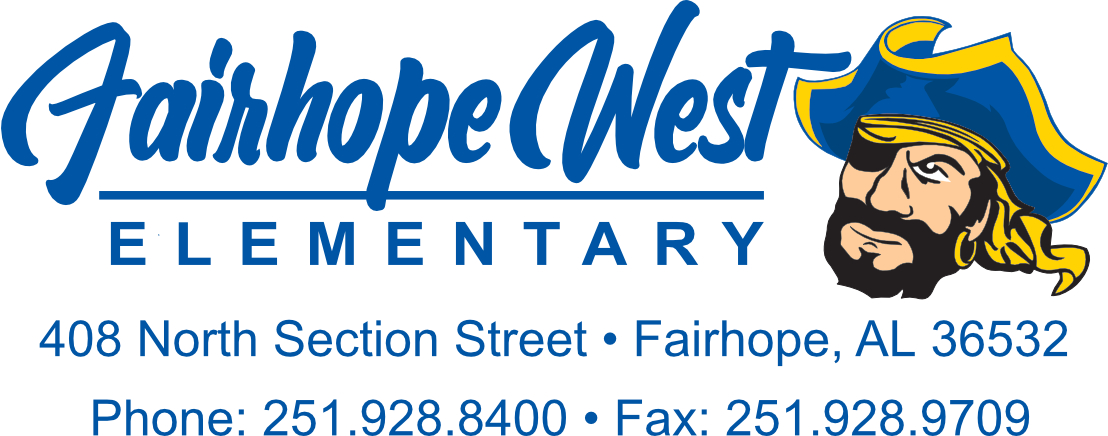 Fairhope West
ELEMENTARY
408 North Section Street • Fairhope, AL 36532
Phone: 251.928.8400 • Fax: 251.928.9709